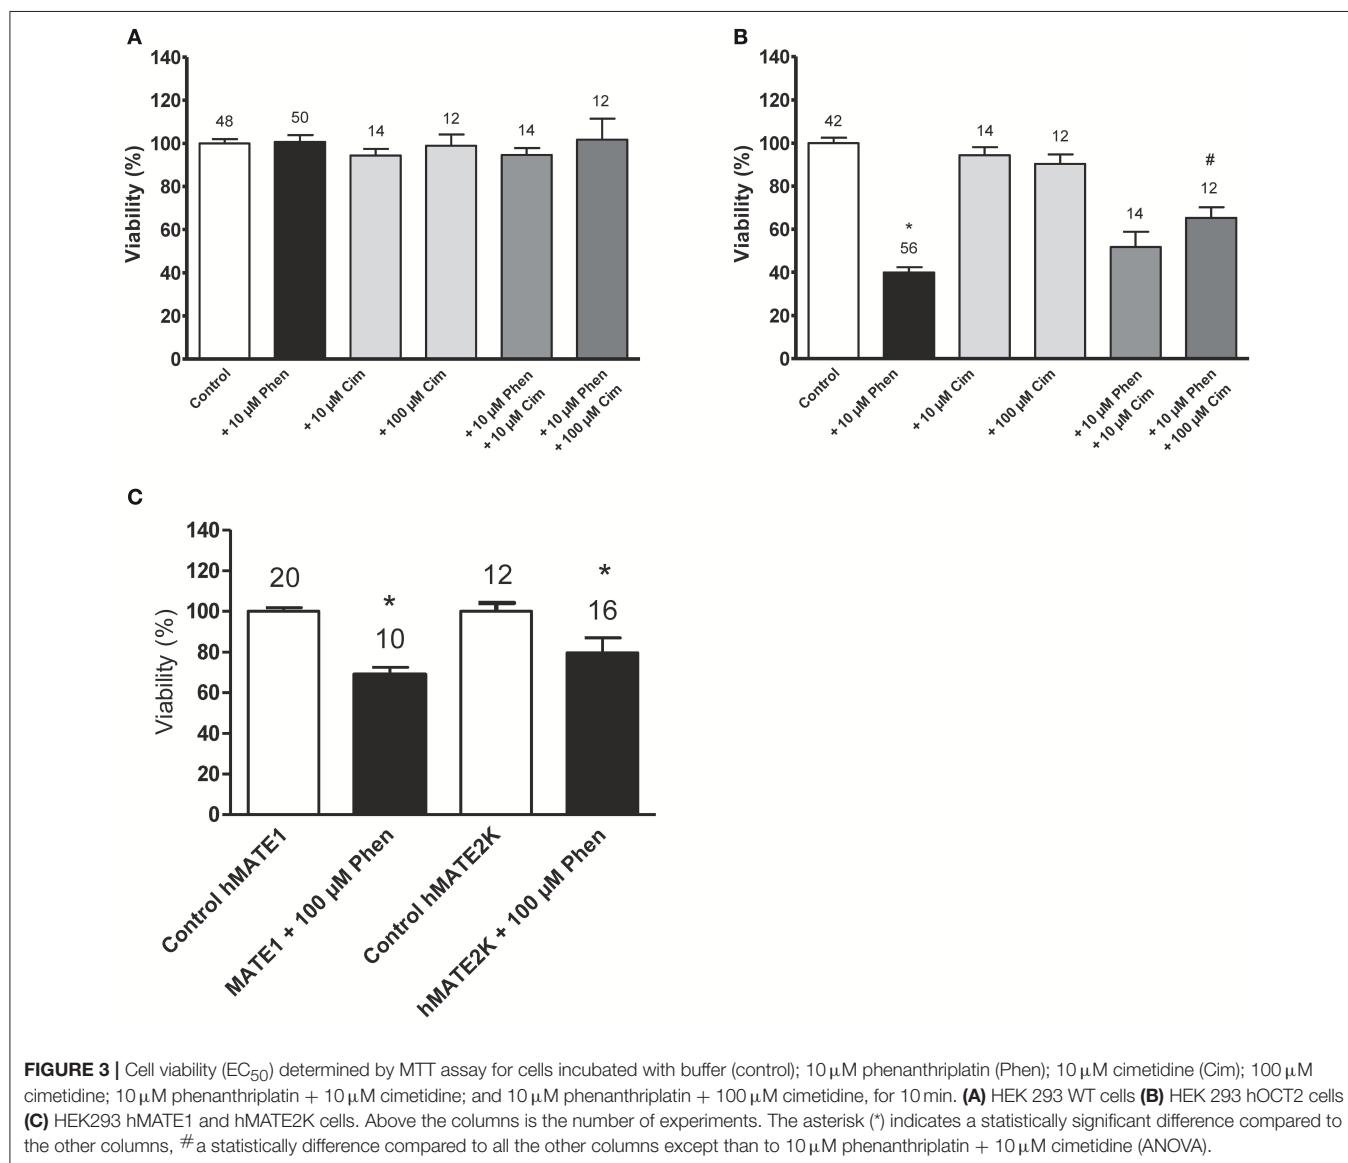 A
Viability (%)
140
120
100
80
60
40
20
0
48
50
14
12
14
12
Control
+ 10 µM Phen
+ 10 µM Cim
+ 100 µM Cim
+ 10 µM Phen
+ 10 µM Cim
+ 10 µM Phen
+ 100 µM Cim
B
Viability (%)
140
120
100
80
60
40
20
0
42
*
56
14
12
14
#
12
Control
+ 10 µM Phen
+ 10 µM Cim
+ 100 µM Cim
+ 10 µM Phen
+ 10 µM Cim
+ 10 µM Phen
+ 100 µM Cim
C
Viability (%)
140
120
100
80
60
40
20
0
20
*
10
12
*
16
Control hMATE1
MATE1 + 100 µM Phen
Control hMATE2K
hMATE2K + 100 µM Phen
FIGURE 3 | Cell viability (EC50) determined by MTT assay for cells incubated with buffer (control); 10 µM phenanthriplatin (Phen); 10 µM cimetidine (Cim); 100 µM
cimetidine; 10 µM phenanthriplatin + 10 µM cimetidine; and 10 µM phenanthriplatin + 100 µM cimetidine, for 10 min. (A) HEK 293 WT cells (B) HEK 293 hOCT2 cells
(C) HEK293 hMATE1 and hMATE2K cells. Above the columns is the number of experiments. The asterisk (*) indicates a statistically significant difference compared to
the other columns, #a statistically difference compared to all the other columns except than to 10 µM phenanthriplatin + 10 µM cimetidine (ANOVA).